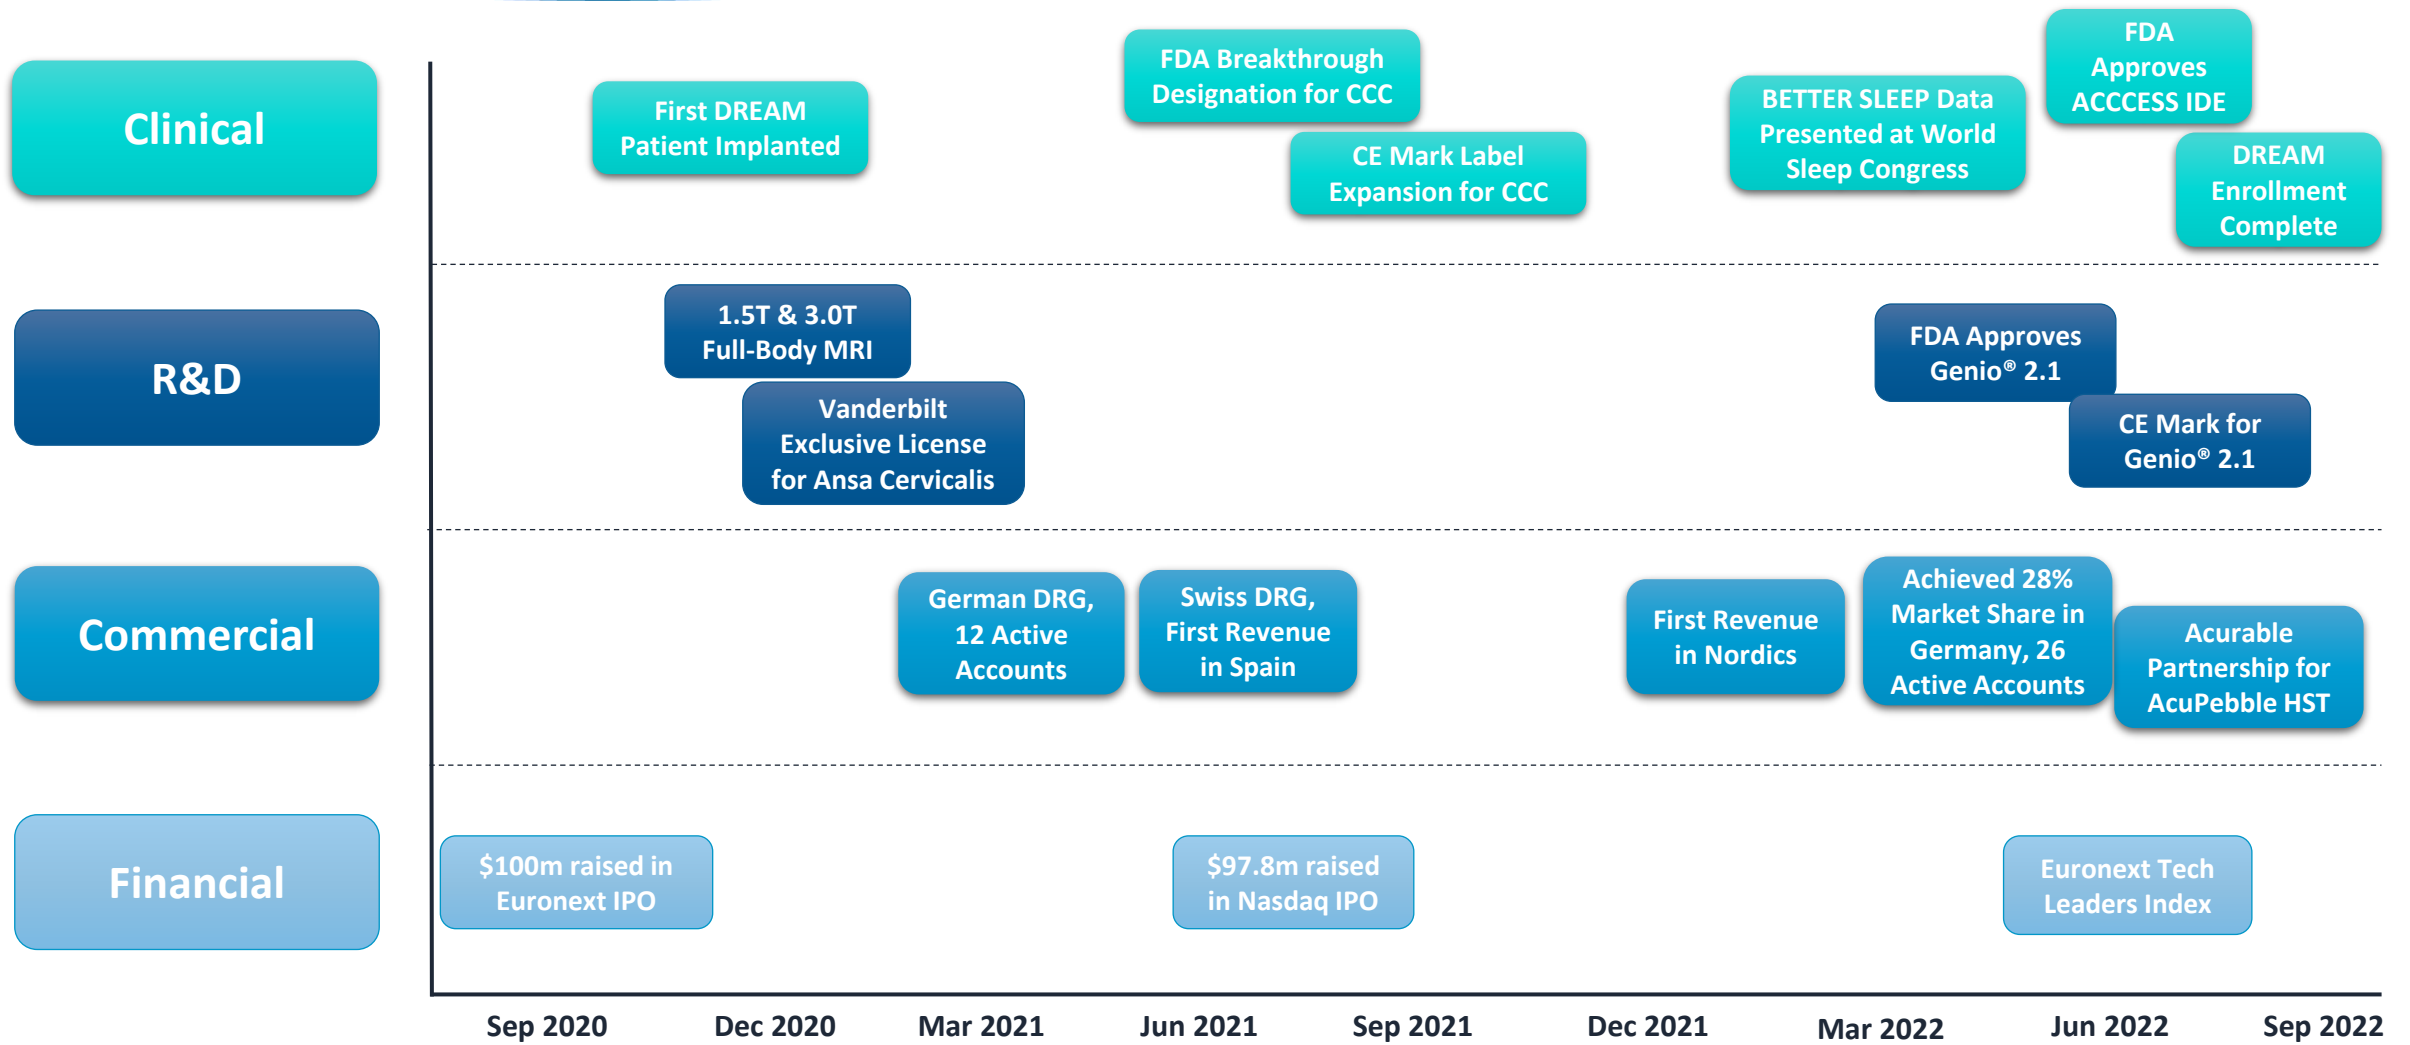 Clinical
First DREAM
Patient Implanted
FDA Breakthrough
Designation for CCC
CE Mark Label
Expansion for CCC
BETTER SLEEP Data
Presented at World
Sleep Congress
FDA
Approves
ACCCESS IDE
DREAM
Enrollment
Complete
R&D
1.5T & 3.0T
Full-Body MRI
Vanderbilt
Exclusive License
for Ansa Cervicalis
FDA Approves
Genio® 2.1
CE Mark for
Genio® 2.1
Commercial
German DRG,
12 Active
Accounts
Swiss DRG,
First Revenue
in Spain
First Revenue
in Nordics
Achieved 28%
Market Share in
Germany, 26
Active Accounts
Acurable
Partnership for
AcuPebble HST
Financial
$100m raised in
Euronext IPO
$97.8m raised
in Nasdaq IPO
Euronext Tech
Leaders Index
Sep 2020
Dec 2020
Mar 2021
Jun 2021
Sep 2021
Dec 2021
Mar 2022
Jun 2022
Sep 2022